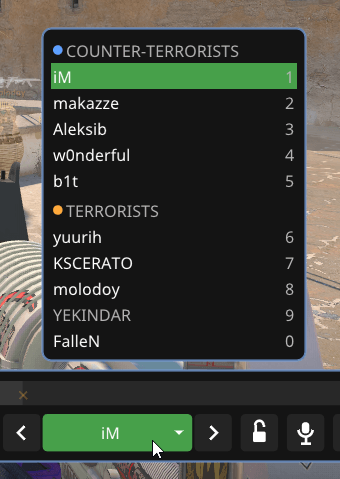 COUNTER-TERRORISTS
iM 1
makazze 2
Aleksib 3
w0nderful 4
b1t 5
TERRORISTS
yuurih 6
KSCERATO 7
molodoy 8
YEKINDAR 9
FalleN 0
iM